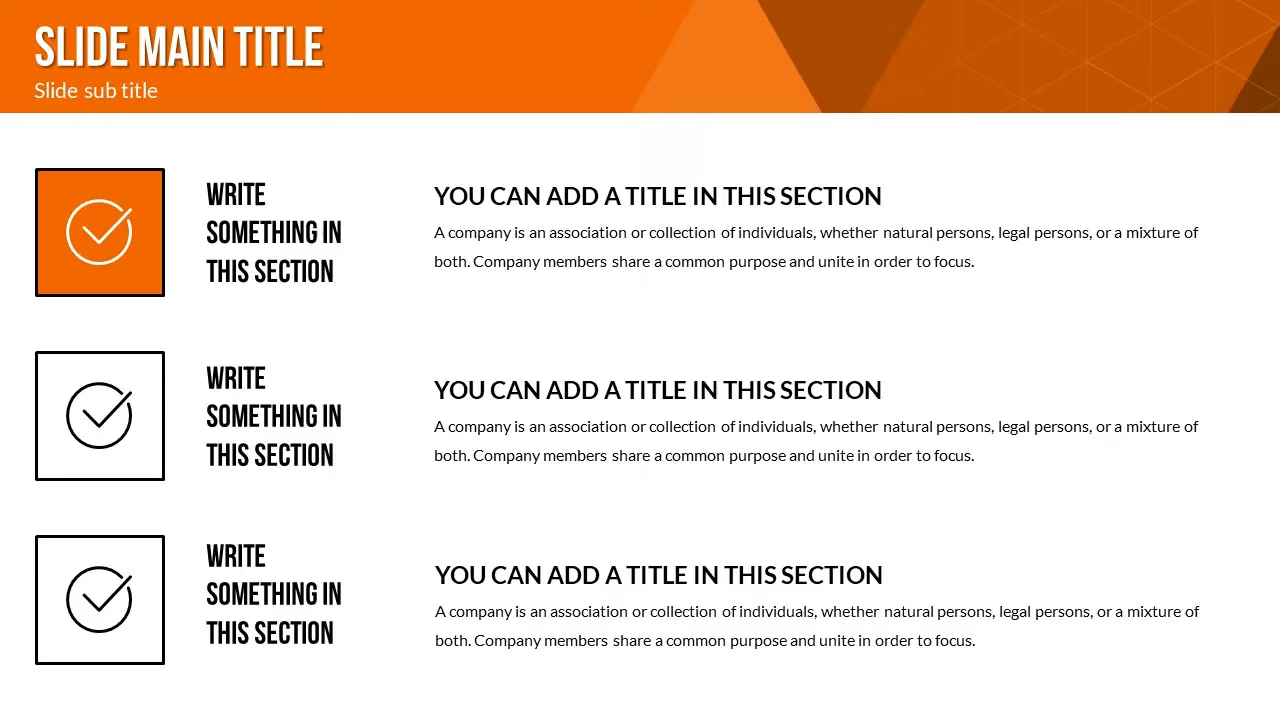 SLIDE MAIN TITLE
Slide sub title
WRITE
SOMETHING IN
THIS SECTION
YOU CAN ADD A TITLE IN THIS SECTION
A company is an association or collection of individuals, whether natural persons, legal persons, or a mixture of
both. Company members share a common purpose and unite in order to focus.
WRITE
SOMETHING IN
THIS SECTION
YOU CAN ADD A TITLE IN THIS SECTION
A company is an association or collection of individuals, whether natural persons, legal persons, or a mixture of
both. Company members share a common purpose and unite in order to focus.
WRITE
SOMETHING IN
THIS SECTION
YOU CAN ADD A TITLE IN THIS SECTION
A company is an association or collection of individuals, whether natural persons, legal persons, or a mixture of
both. Company members share a common purpose and unite in order to focus.